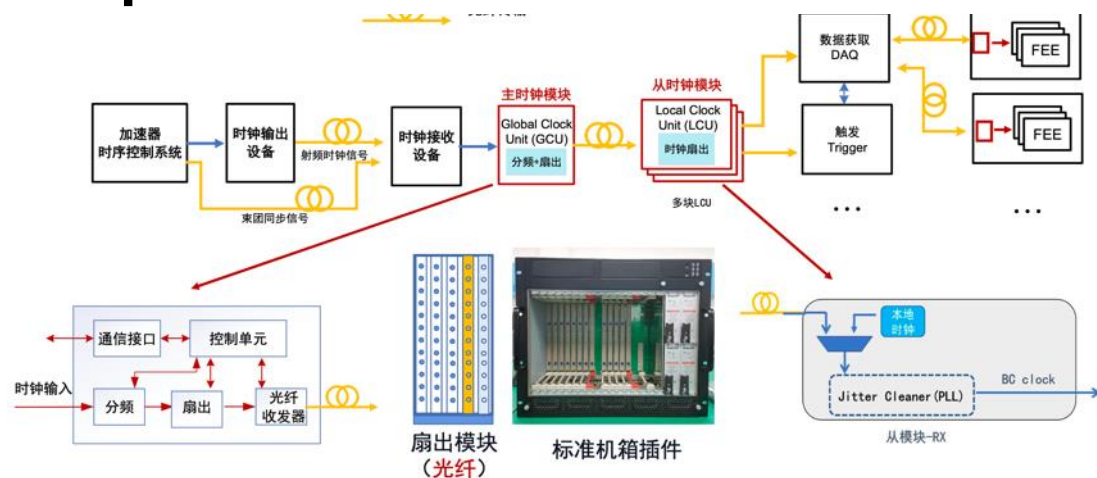 数据获取
DAQ
FEE
主时钟模块
从时钟模块
加速器
时序控制系统
时钟输出
设备
射频时钟信号
时钟接收
设备
Global Clock
Unit (GCU)
分频+扇出
Local Clock
Unit (LCU)
时钟扇出
触发
Trigger
FEE
束团同步信号
多块LCU
...
...
通信接口
控制单元
时钟输入
分频
扇出
光纤
收发器
本地
时钟
Jitter Cleaner(PLL)
BC clock
从模块-RX
扇出模块
(光纤)
标准机箱插件